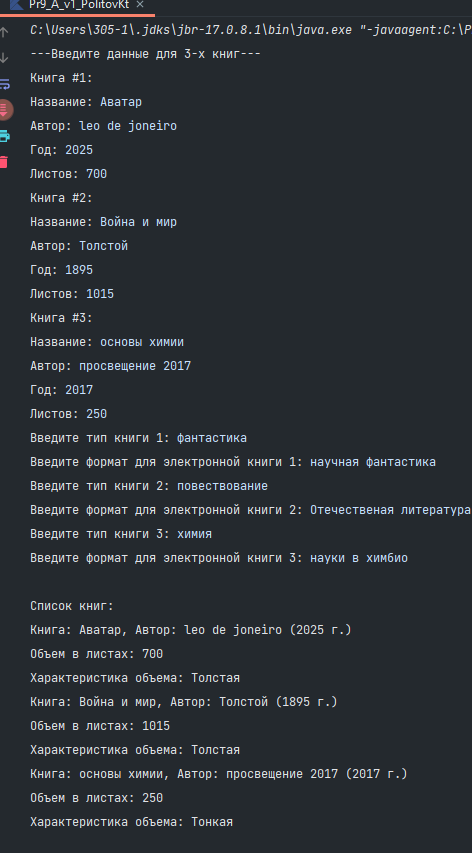 Pr9_A_v1_PolitovKt
C:\Users\305-1\.jdks\jbr-17.0.8.1\bin\java.exe "-javaagent:C:\P
---Введите данные для 3-х книг---
Книга #1:
Название: Аватар
Автор: leo de joneiro
Год: 2025
Листов: 700
Книга #2:
Название: Война и мир
Автор: Толстой
Год: 1895
Листов: 1015
Книга #3:
Название: основы химии
Автор: просвещение 2017
Год: 2017
Листов: 250
Введите тип книги 1: фантастика
Введите формат для электронной книги 1: научная фантастика
Введите тип книги 2: повествование
Введите формат для электронной книги 2: Отечественая литература
Введите тип книги 3: химия
Введите формат для электронной книги 3: науки в химбио
Список книг:
Книга: Аватар, Автор: leo de joneiro (2025 г.)
Объем в листах: 700
Характеристика объема: Толстая
Книга: Война и мир, Автор: Толстой (1895 г.)
Объем в листах: 1015
Характеристика объема: Толстая
Книга: основы химии, Автор: просвещение 2017 (2017 г.)
Объем в листах: 250
Характеристика объема: Тонкая